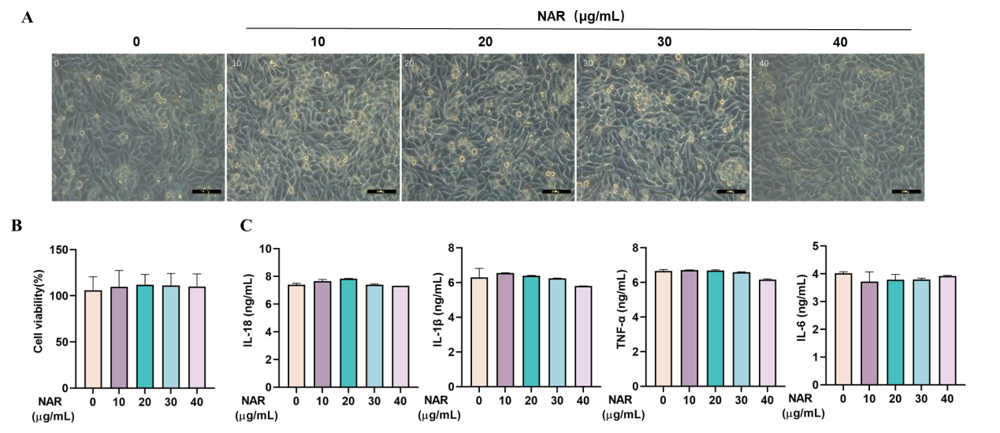 A
NAR (μg/mL)
0 10 20 30 40
0 10 20 30 40
B
C
150
100
50
0
Cell viability(%)
NAR
(μg/mL)
0 10 20 30 40
10
8
6
4
2
0
IL-18 (ng/mL)
NAR
(μg/mL)
0 10 20 30 40
8
6
4
2
0
IL-1β (ng/mL)
NAR
(μg/mL)
0 10 20 30 40
8
6
4
2
0
TNF-α (ng/mL)
NAR
(μg/mL)
0 10 20 30 40
5
4
3
2
1
0
IL-6 (ng/mL)
NAR
(μg/mL)
0 10 20 30 40